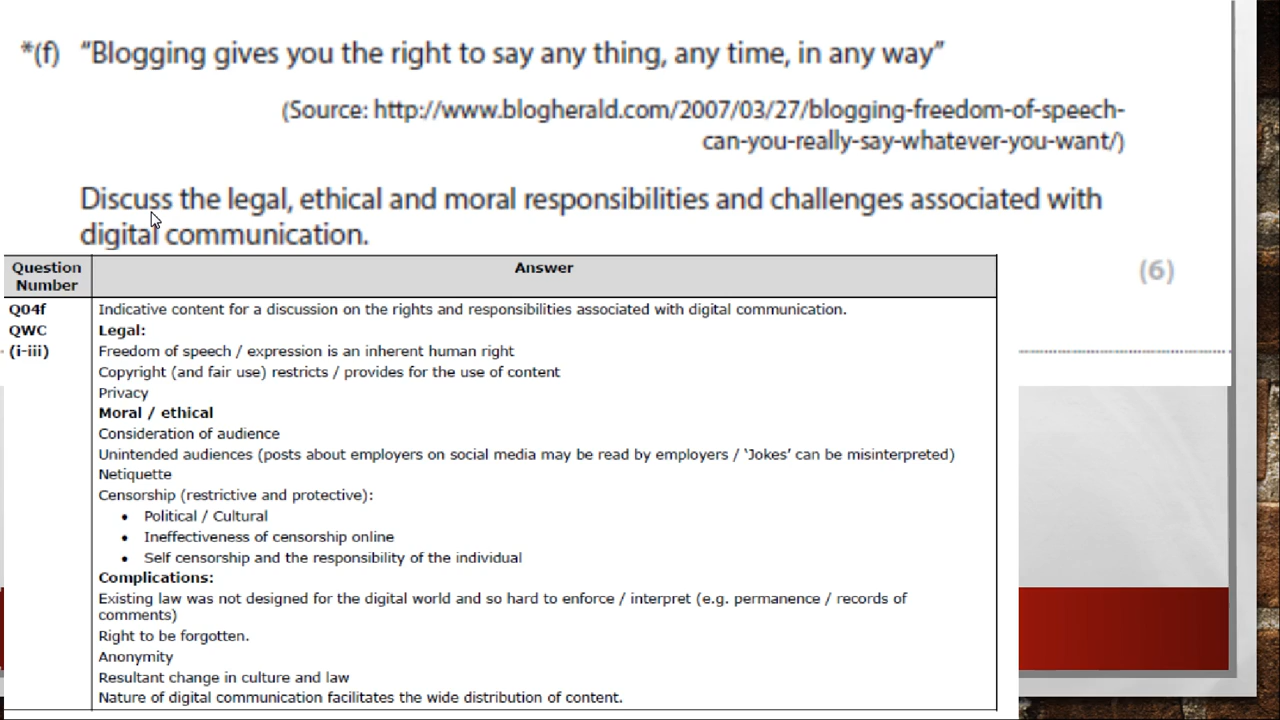 *(f) “Blogging gives you the right to say any thing, any time, in any way”
(Source: http://www.blogherald.com/2007/03/27/blogging-freedom-of-speech-
can-you-really-say-whatever-you-want/)
Discuss the legal, ethical and moral responsibilities and challenges associated with
digital communication.
(6)
Question
Number
Answer
Q04f
QWC
(i-iii)
Indicative content for a discussion on the rights and responsibilities associated with digital communication.
Legal:
Freedom of speech / expression is an inherent human right
Copyright (and fair use) restricts / provides for the use of content
Privacy
Moral / ethical
Consideration of audience
Unintended audiences (posts about employers on social media may be read by employers / ‘Jokes’ can be misinterpreted)
Netiquette
Censorship (restrictive and protective):
• Political / Cultural
• Ineffectiveness of censorship online
• Self censorship and the responsibility of the individual
Complications:
Existing law was not designed for the digital world and so hard to enforce / interpret (e.g. permanence / records of
comments)
Right to be forgotten.
Anonymity
Resultant change in culture and law
Nature of digital communication facilitates the wide distribution of content.